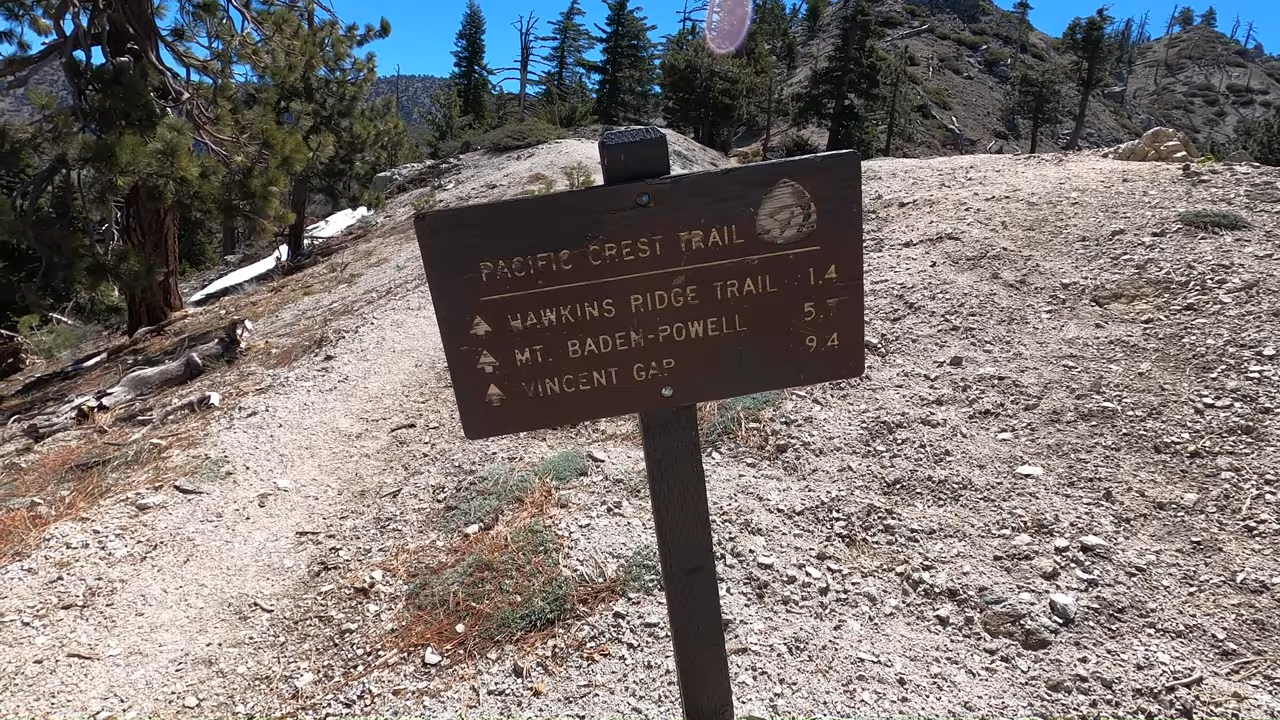 PACIFIC CREST TRAIL
HAWKINS RIDGE TRAIL 1.4
MT. BADEN-POWELL 5.7
VINCENT GAP 9.4